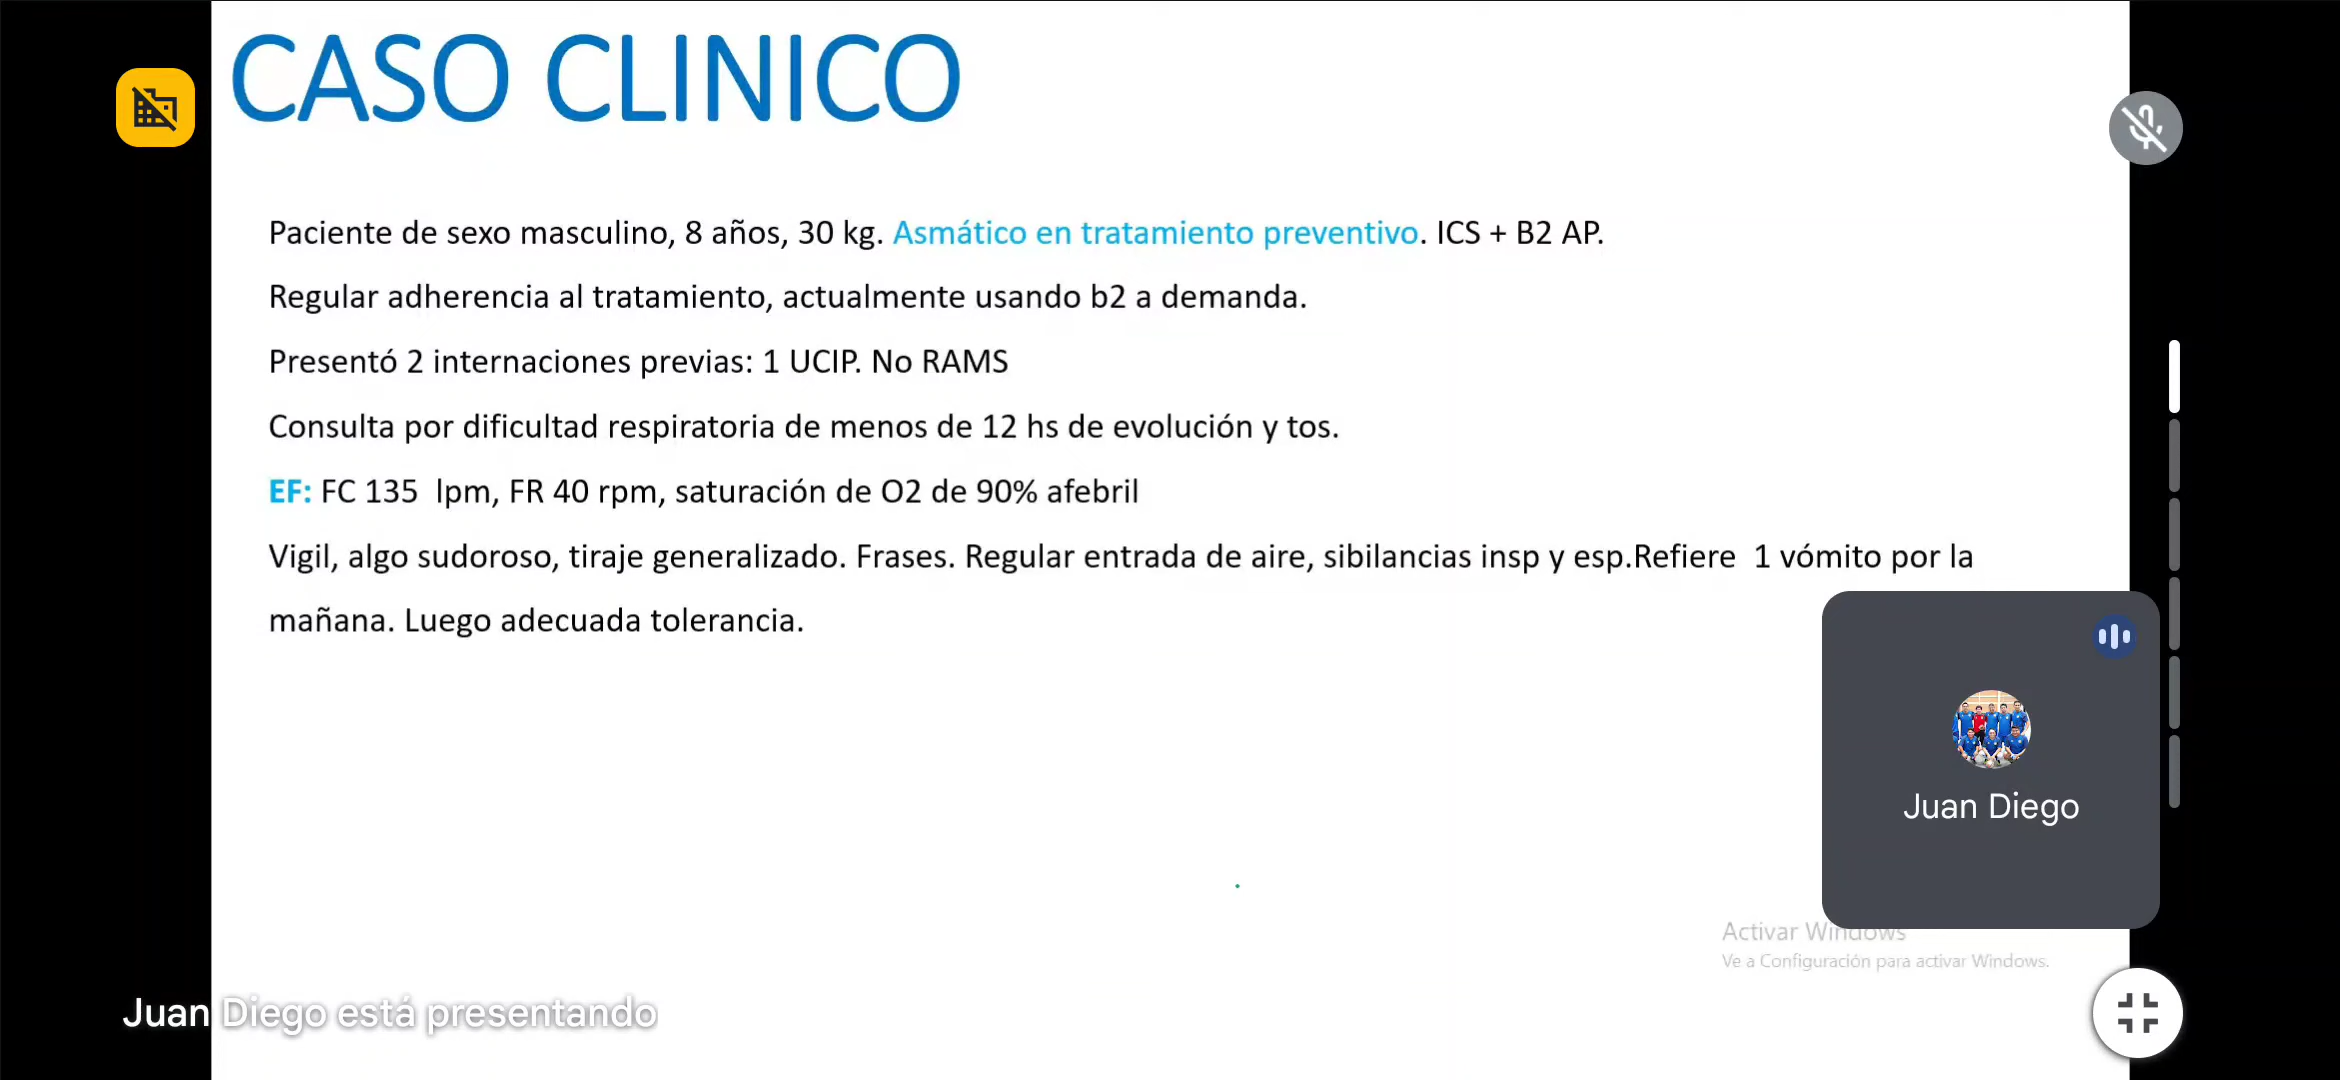 CASO CLINICO
Paciente de sexo masculino, 8 años, 30 kg. Asmático en tratamiento preventivo. ICS + B2 AP.
Regular adherencia al tratamiento, actualmente usando b2 a demanda.
Presentó 2 internaciones previas: 1 UCIP. No RAMS
Consulta por dificultad respiratoria de menos de 12 hs de evolución y tos.
EF: FC 135 lpm, FR 40 rpm, saturación de O2 de 90% afebril
Vigil, algo sudoroso, tiraje generalizado. Frases. Regular entrada de aire, sibilancias insp y esp.Refiere 1 vómito por la
mañana. Luego adecuada tolerancia.
Juan Diego
Activar Windows
Ve a Configuración para activar Windows.
Juan Diego está presentando